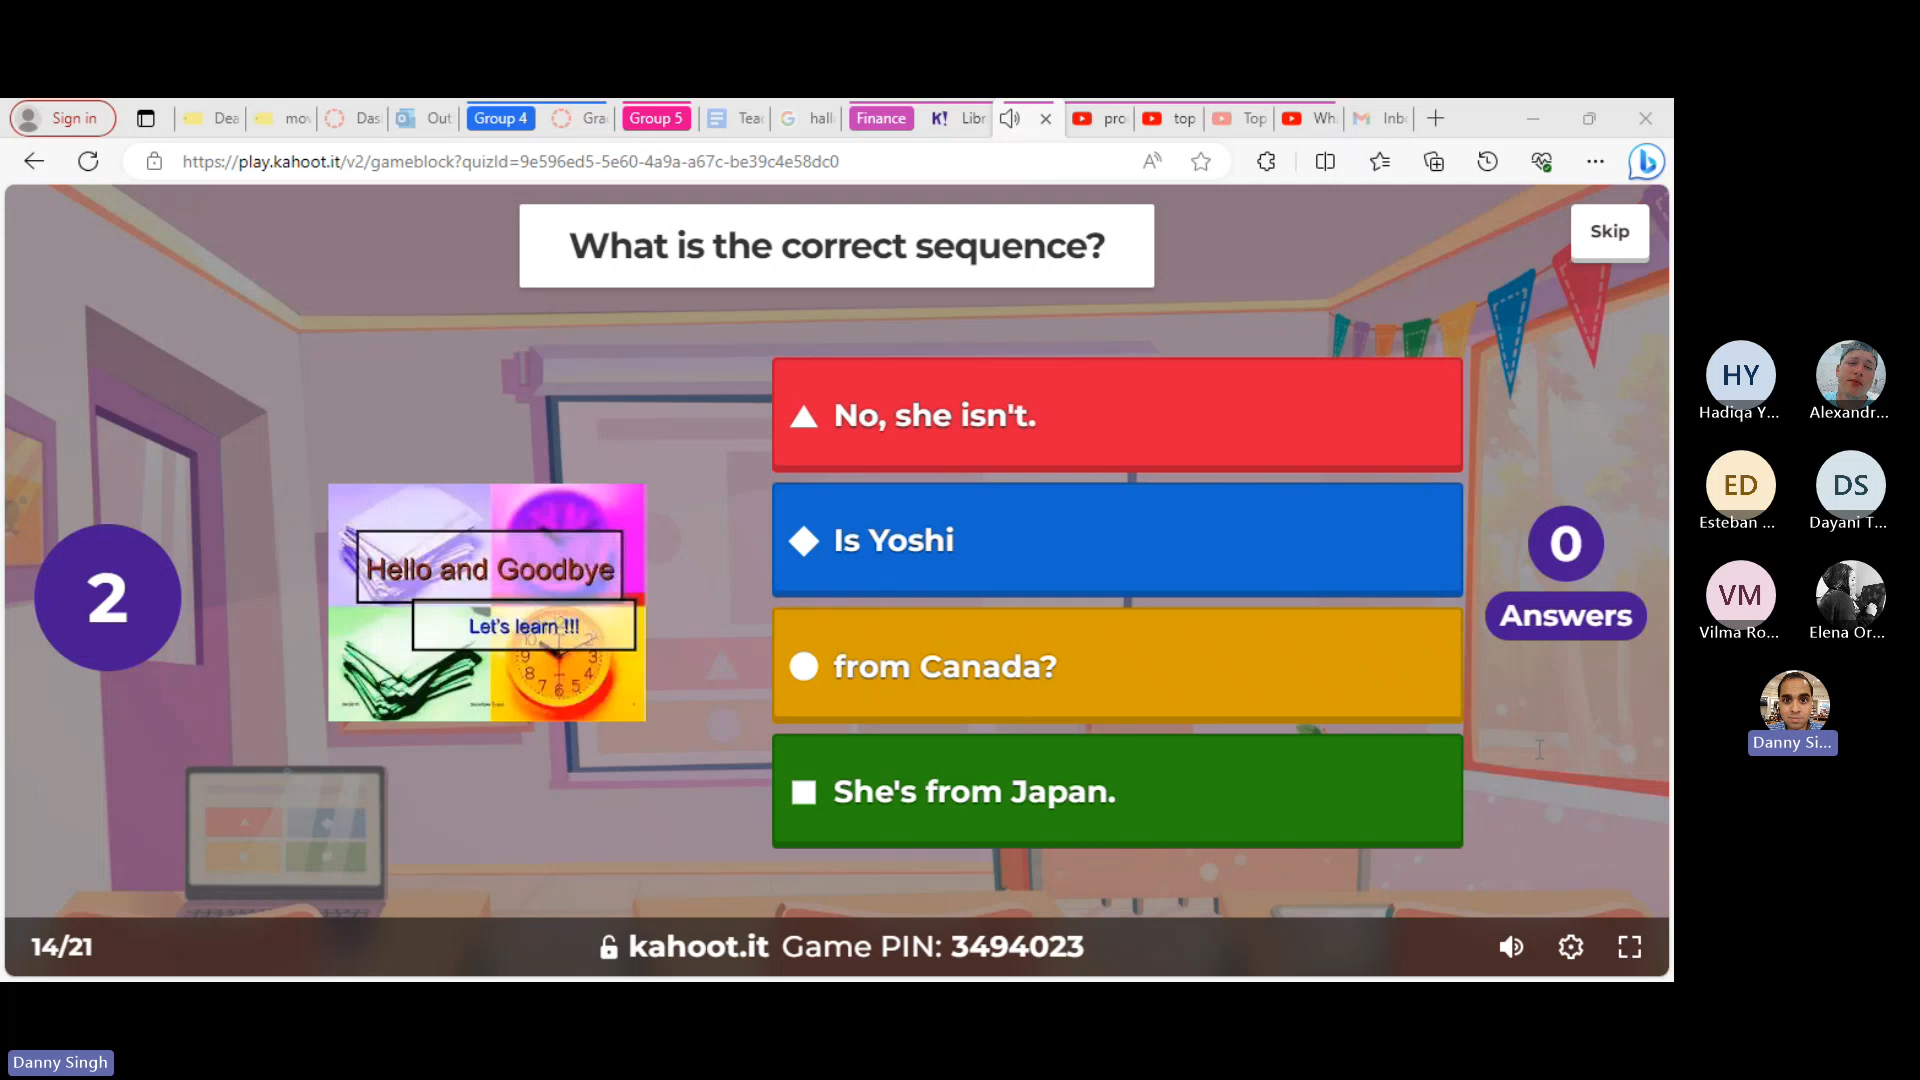 Sign in
Dea
mov
Das
Out
Group 4
Gra
Group 5
Tea
hall
Finance
K!
Libr
pro
top
Top
Wh
Inb
https://play.kahoot.it/v2/gameblock?quizId=9e596ed5-5e60-4a9a-a67c-be39c4e58dc0
What is the correct sequence?
Skip
Hello and Goodbye
Let's learn !!!
2
No, she isn't.
Is Yoshi
from Canada?
She's from Japan.
0
Answers
14/21
kahoot.it Game PIN: 3494023
HY
Hadiqa Y...
Alexandr...
ED
Esteban ...
DS
Dayani T...
VM
Vilma Ro...
Elena Or...
Danny Si...
Danny Singh